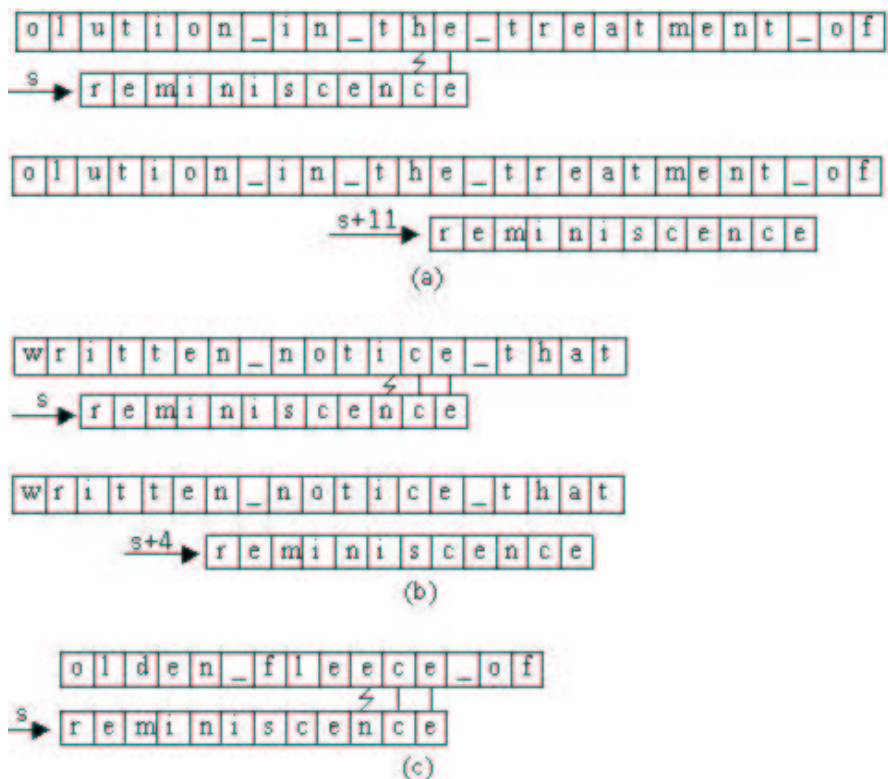 olution_in_the_treatment_of
s reminiscence
olution_in_the_treatment_of
s+11 reminiscence
(a)
written_notice_that
s reminiscence
written_notice_that
s+4 reminiscence
(b)
olden_fleece_of
s reminiscence
(c)